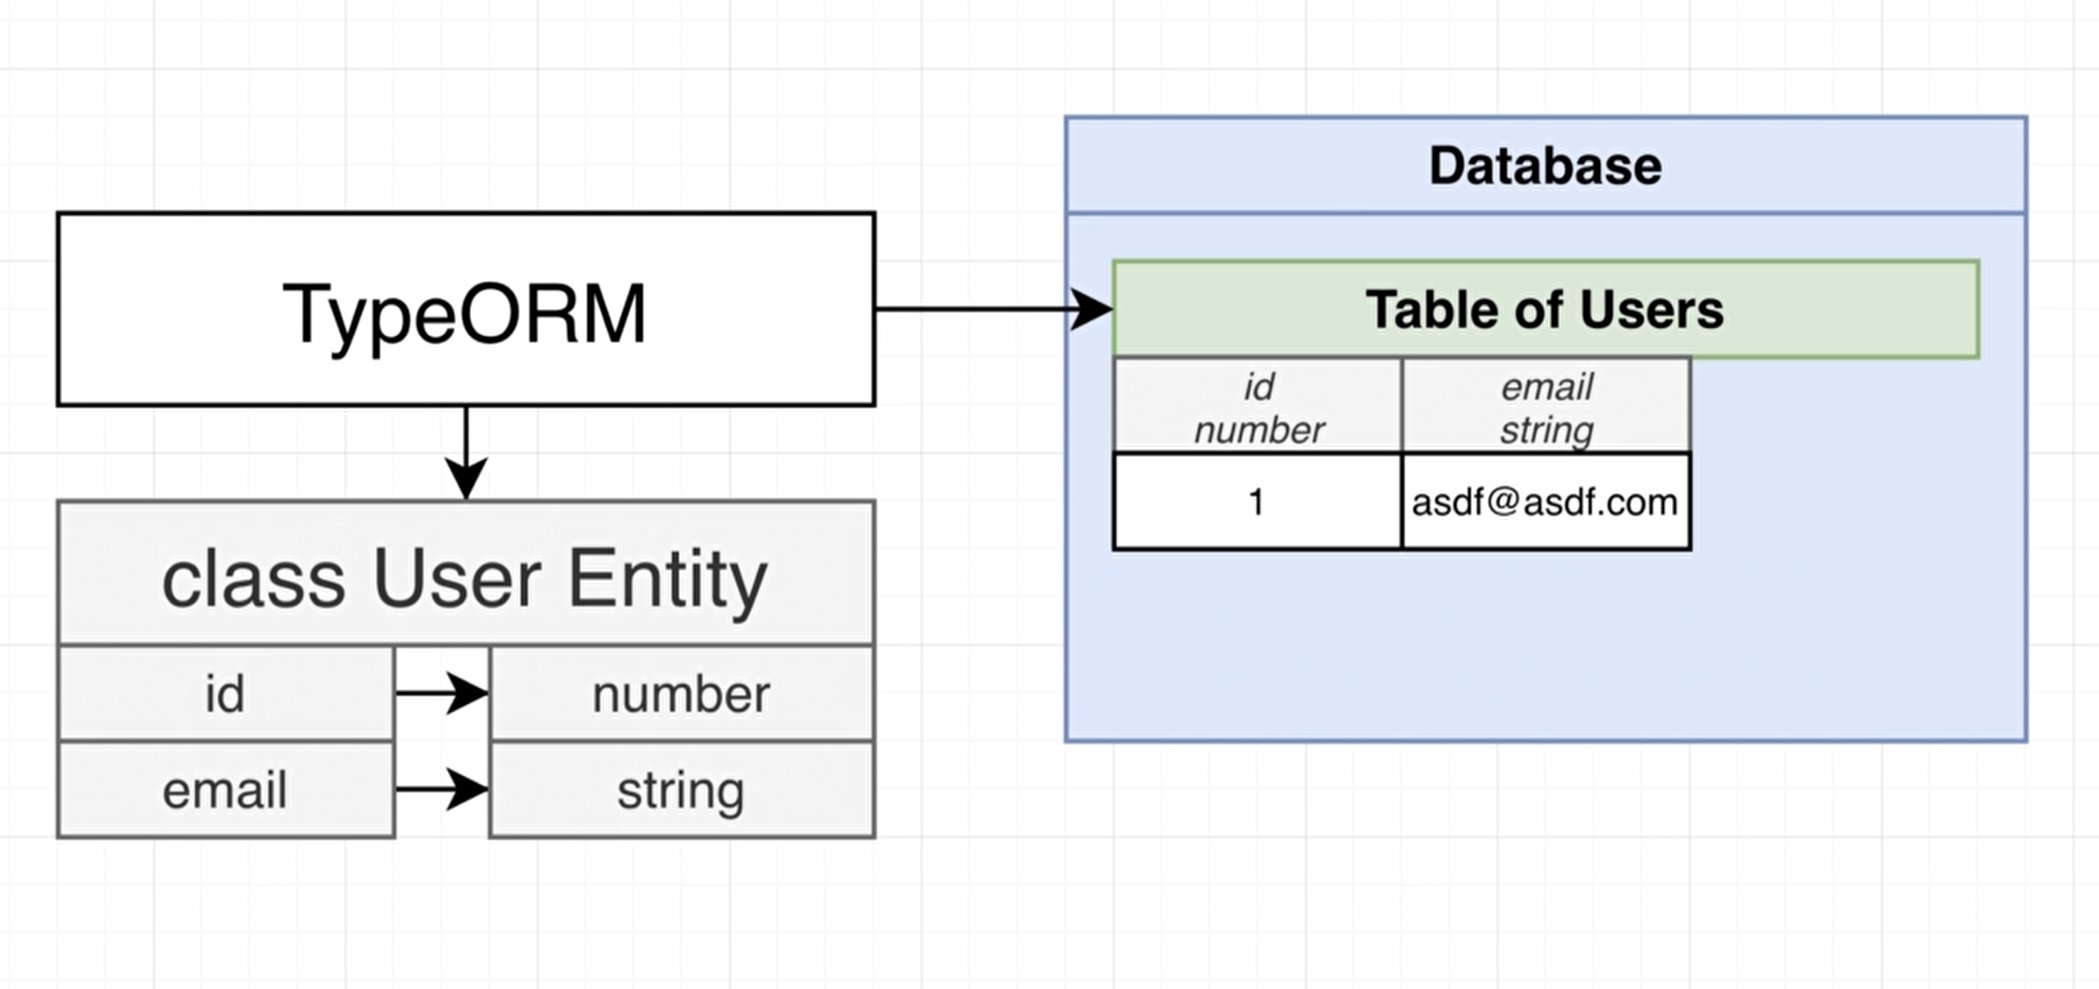 Database
TypeORM
Table of Users
id
number
email
string
1
asdf@asdf.com
class User Entity
id
number
email
string